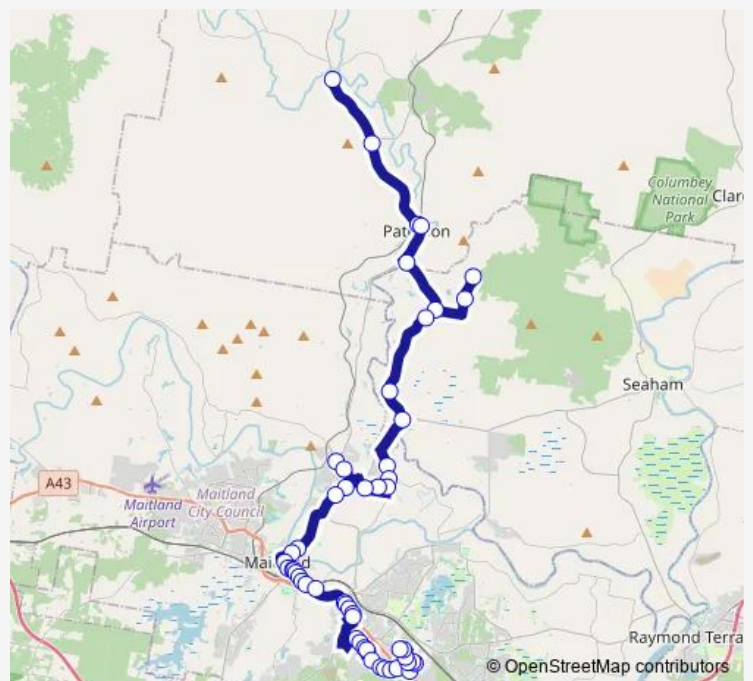 Columbey
National
Park
Clar
Pat on
Seaham
A43
Maitland
Airport
Maitland
City Council
Mai d
Raymond Terra
© OpenStreetMap contributors